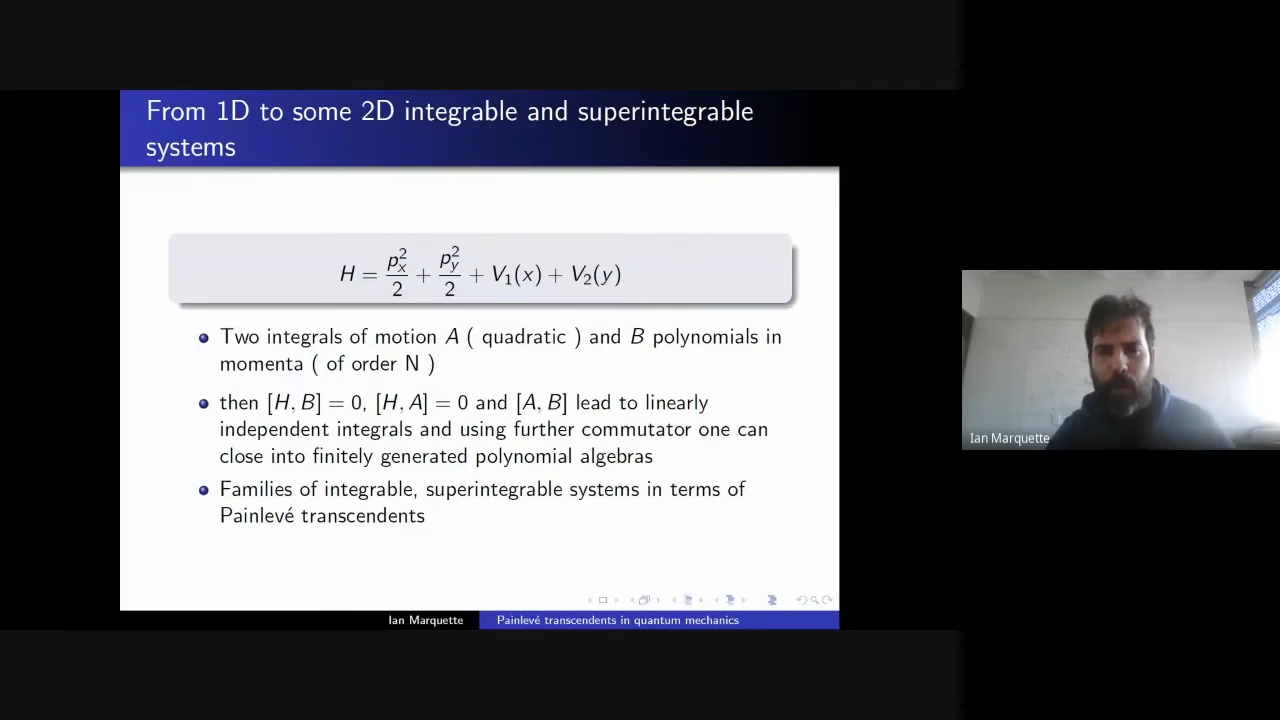 From 1D to some 2D integrable and superintegrable
systems
H = p_x^2/2 + p_y^2/2 + V_1(x) + V_2(y)
Two integrals of motion A ( quadratic ) and B polynomials in
momenta ( of order N )
then [H, B] = 0, [H, A] = 0 and [A, B] lead to linearly
independent integrals and using further commutator one can
close into finitely generated polynomial algebras
Families of integrable, superintegrable systems in terms of
Painlevé transcendents
Ian Marquette
Painlevé transcendents in quantum mechanics
Ian Marquette